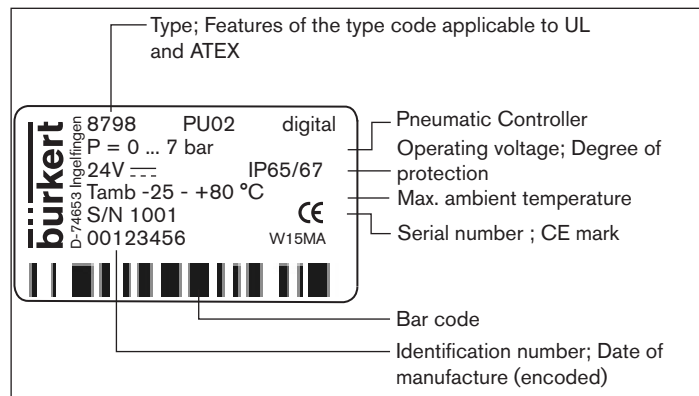 Type; Features of the type code applicable to UL
and ATEX
bürkert
D-74653 Ingelfingen
8798 PU02 digital
P = 0 ... 7 bar
24V IP65/67
Tamb -25 - +80 °C
S/N 1001 CE
00123456 W15MA
Pneumatic Controller
Operating voltage; Degree of
protection
Max. ambient temperature
Serial number ; CE mark
Bar code
Identification number; Date of
manufacture (encoded)